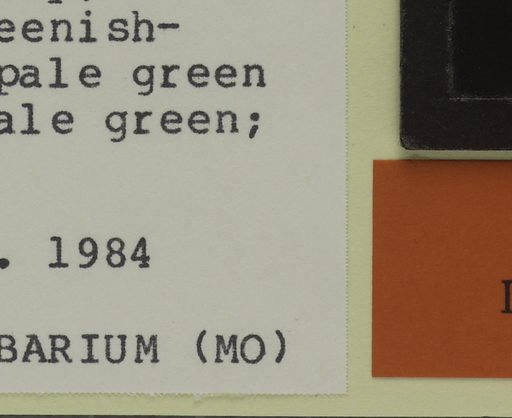 eenish-
pale green
ale green;
. 1984
BARIUM (MO)